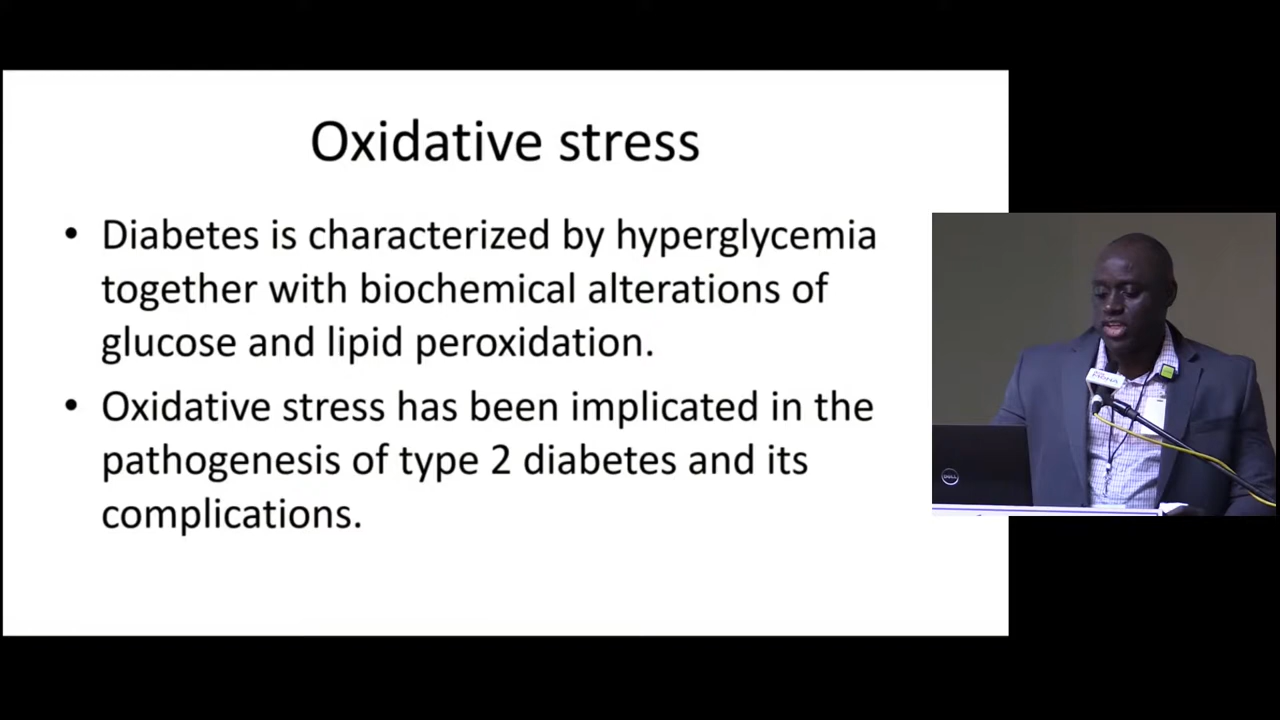 Oxidative stress
• Diabetes is characterized by hyperglycemia
together with biochemical alterations of
glucose and lipid peroxidation.
• Oxidative stress has been implicated in the
pathogenesis of type 2 diabetes and its
complications.
DELL